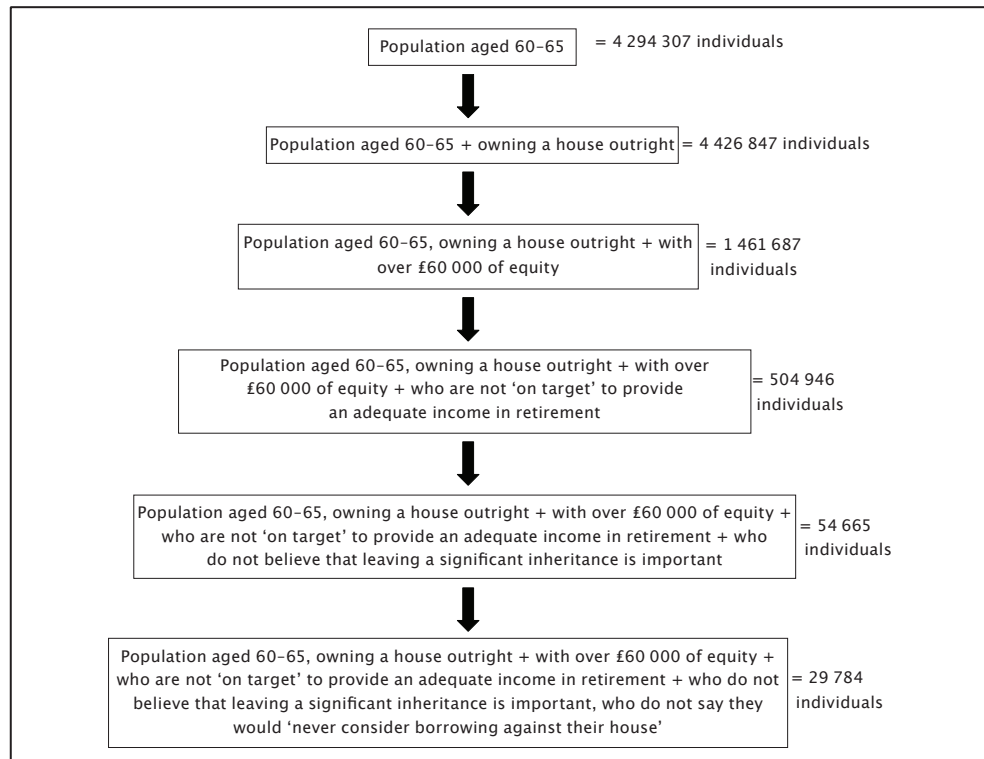 Population aged 60–65
= 4 294 307 individuals
Population aged 60–65 + owning a house outright
= 4 426 847 individuals
Population aged 60–65, owning a house outright + with
over £60 000 of equity
= 1 461 687
individuals
Population aged 60–65, owning a house outright + with over
£60 000 of equity + who are not ‘on target’ to provide
an adequate income in retirement
= 504 946
individuals
Population aged 60–65, owning a house outright + with over £60 000 of equity +
who are not ‘on target’ to provide an adequate income in retirement + who
do not believe that leaving a significant inheritance is important
= 54 665
individuals
Population aged 60–65, owning a house outright + with over £60 000 of equity +
who are not ‘on target’ to provide an adequate income in retirement + who do not
believe that leaving a significant inheritance is important, who do not say they
would ‘never consider borrowing against their house’
= 29 784
individuals